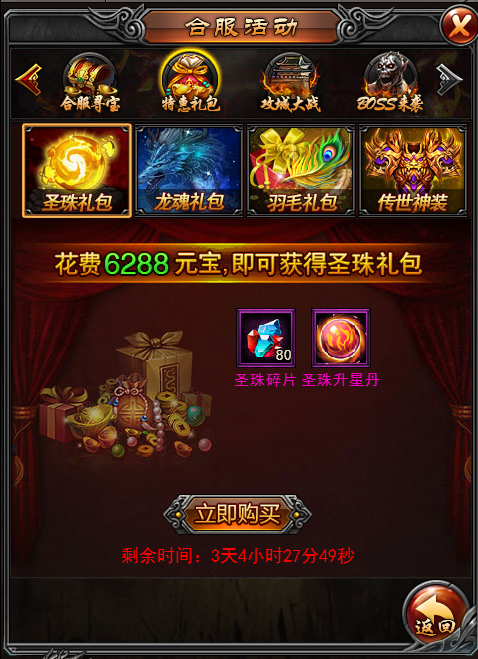 合服活动
合服寻宝 特惠礼包 攻城大战 BOSS来袭
圣珠礼包 龙魂礼包 羽毛礼包 传世神装
花费6288元宝,即可获得圣珠礼包
80
圣珠碎片 圣珠升星丹
立即购买
剩余时间：3天4小时27分49秒
返回